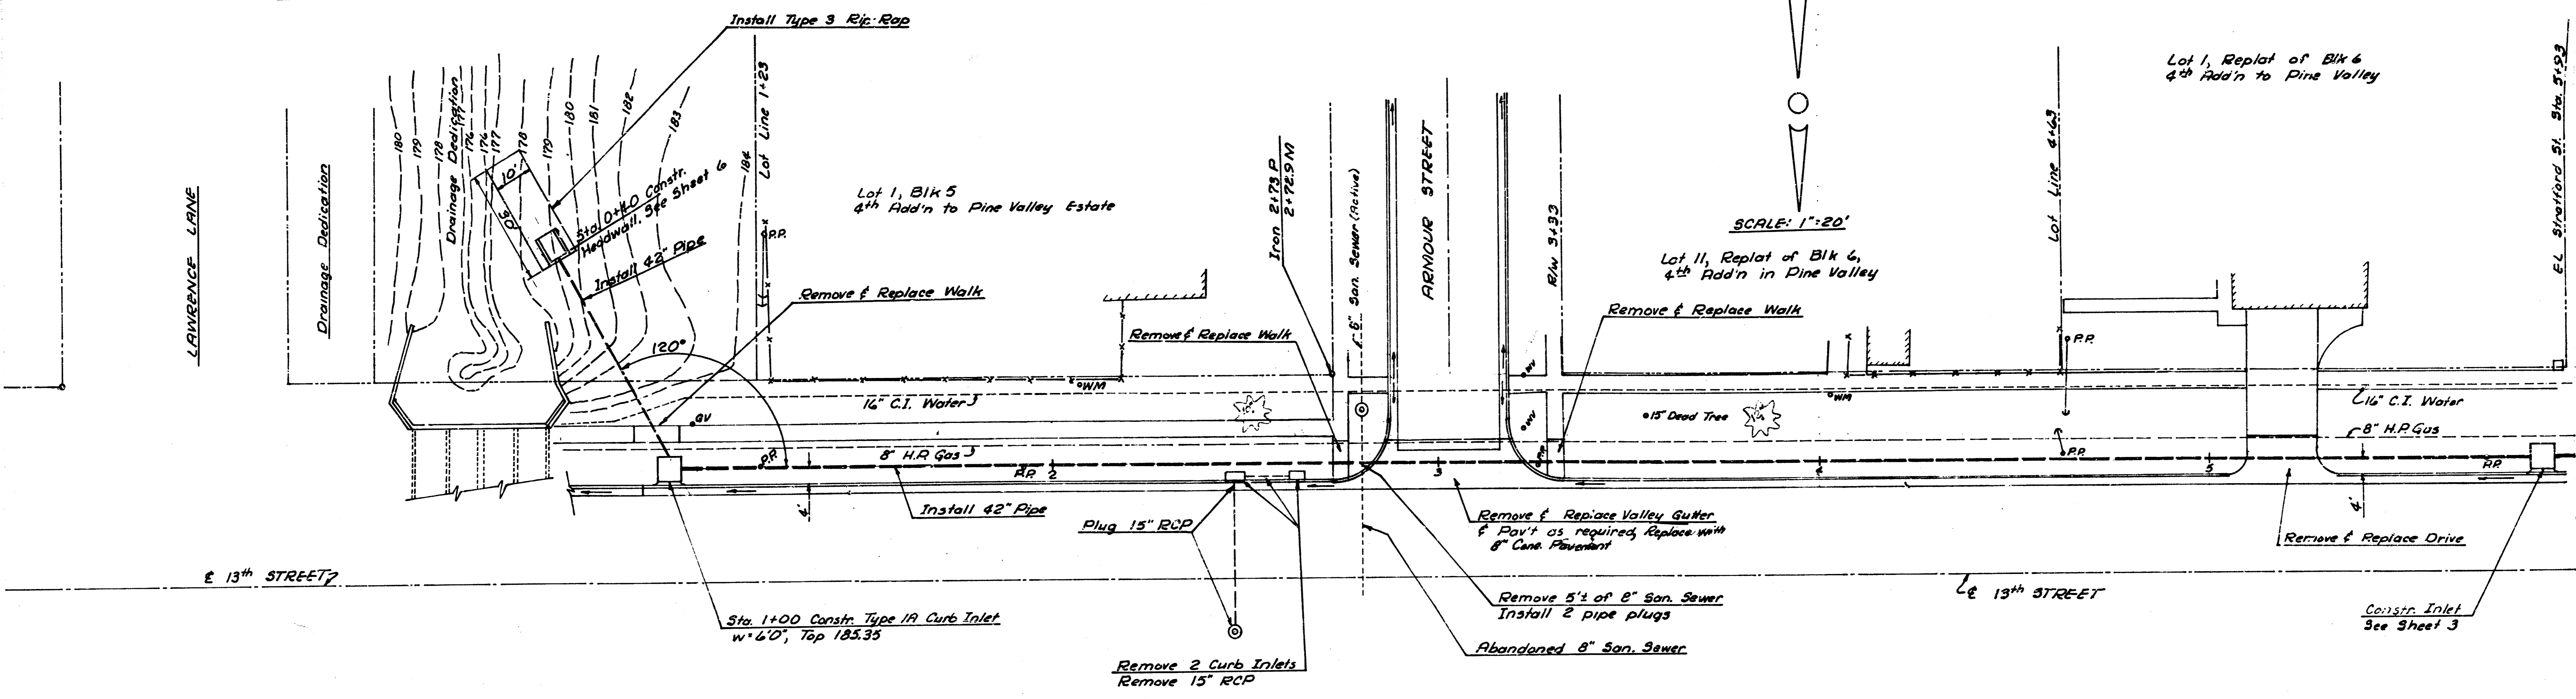 Install Type 3 Rip-Rap
Drainage Dedication
180
179
178
177
176
176
177
178
179
180
181
182
183
184
10'
30'
Sta. 0+40 Constr.
Headwall. See Sheet 6
Install 42" Pipe
Lot Line 1+23
LAWRENCE LANE
Drainage Dedication
Lot 1, Blk 5
4th Add'n to Pine Valley Estate
P.P.
Remove & Replace Walk
120°
Iron 2+73 P
2+72.9 M
6" San. Sewer (Active)
ARMOUR STREET
R/W 3+33
SCALE: 1"=20'
Lot 11, Replat of Blk 6,
4th Add'n in Pine Valley
Lot Line 4+63
Lot 1, Replat of Blk 6
4th Add'n to Pine Valley
EL Stratford St. Sta. 5+93
Remove & Replace Walk
Remove & Replace Walk
P.P.
WM
16" C.I. Water
GV
WV
WV
15" Dead Tree
WM
16" C.I. Water
8" H.P. Gas
8" H.P. Gas
P.P.
P.P.
2
3
4
P.P.
5
P.P.
4'
4'
Install 42" Pipe
Plug 15" RCP
Remove & Replace Valley Gutter
& Pav't as required, Replace with
8" Conc. Pavement
Remove & Replace Drive
℄ 13th STREET
℄ 13th STREET
Sta. 1+00 Constr. Type 1A Curb Inlet
W=6'0", Top 185.35
Remove 5'± of 8" San. Sewer
Install 2 pipe plugs
Abandoned 8" San. Sewer
Remove 2 Curb Inlets
Remove 15" RCP
Constr. Inlet
See Sheet 3